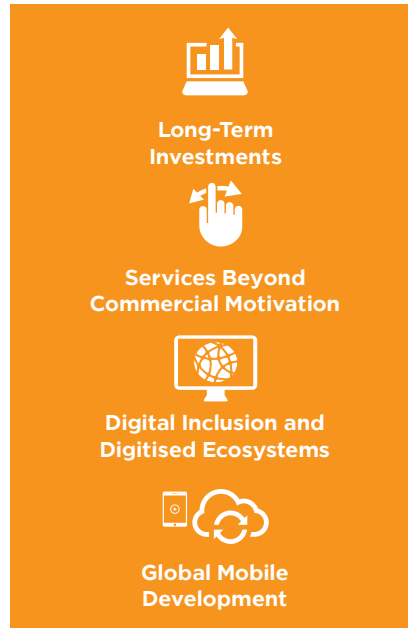 Long-Term
Investments
Services Beyond
Commercial Motivation
Digital Inclusion and
Digitised Ecosystems
Global Mobile
Development